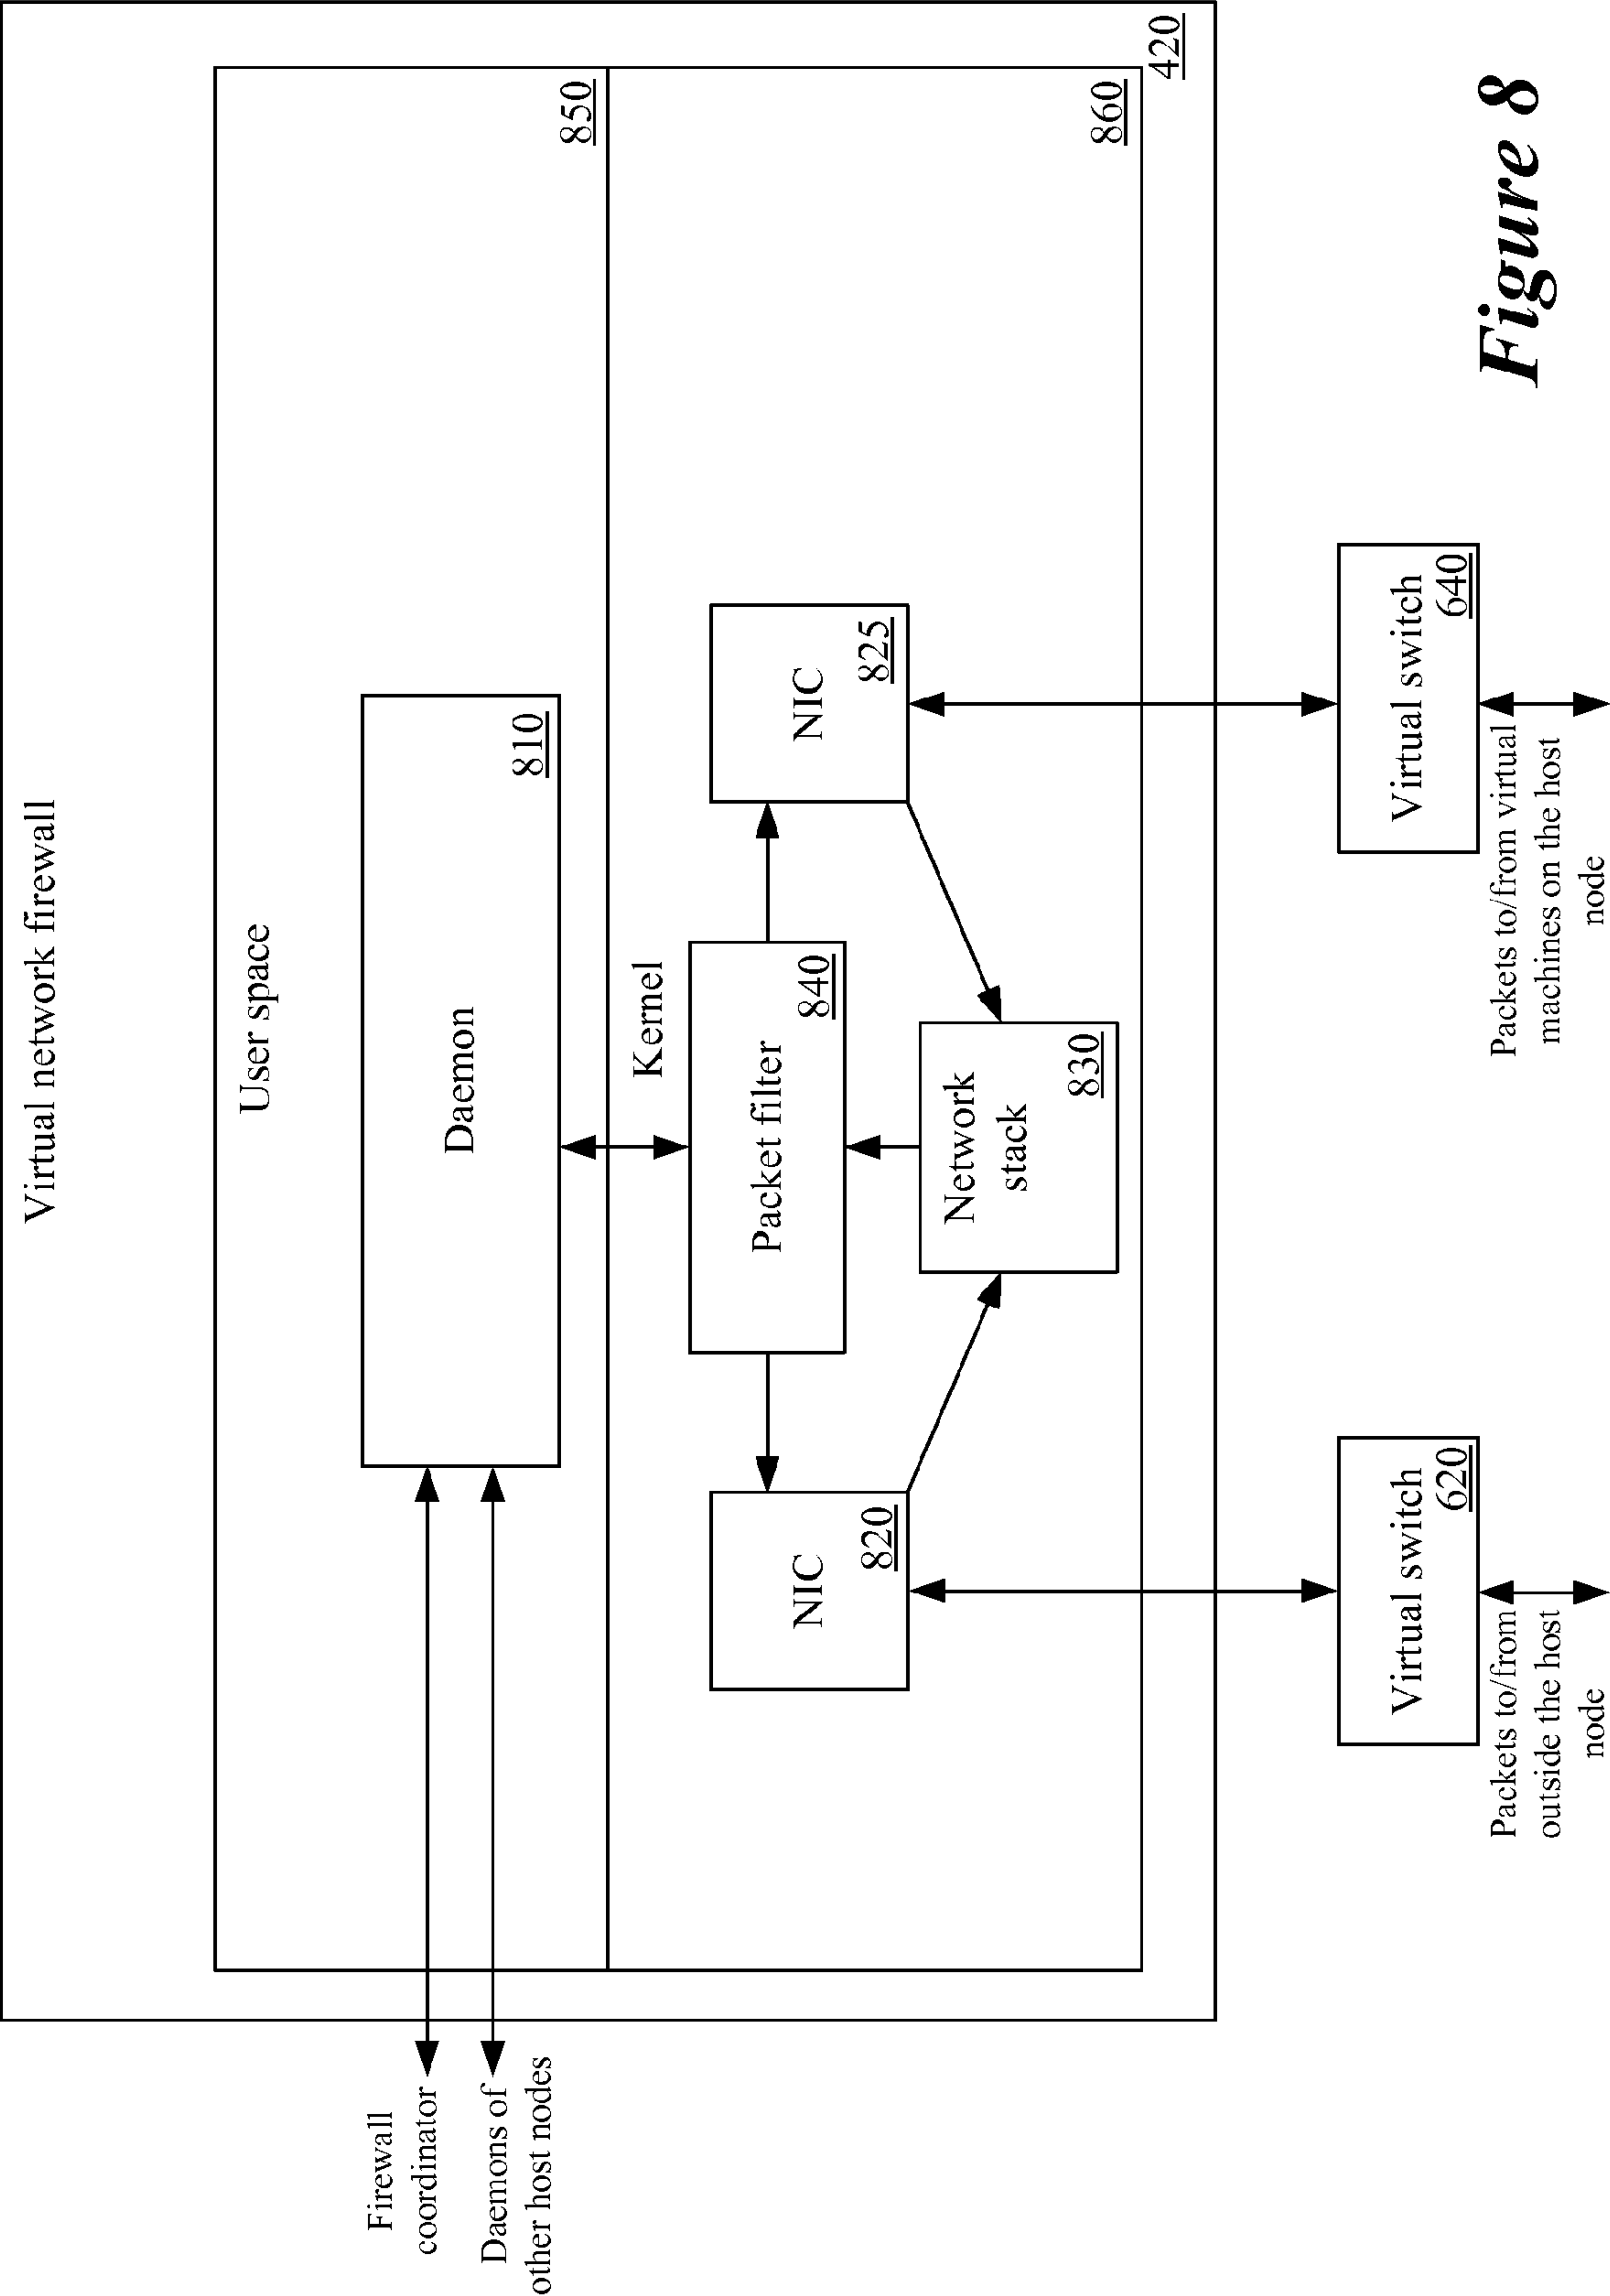 Virtual network firewall
User space
850
Daemon
810
Firewall
coordinator
Daemons of
other host nodes
Kernel
Packet filter
840
NIC
820
NIC
825
Network
stack
830
860
420
Virtual switch
620
Virtual switch
640
Packets to/from
outside the host
node
Packets to/from virtual
machines on the host
node
Figure 8